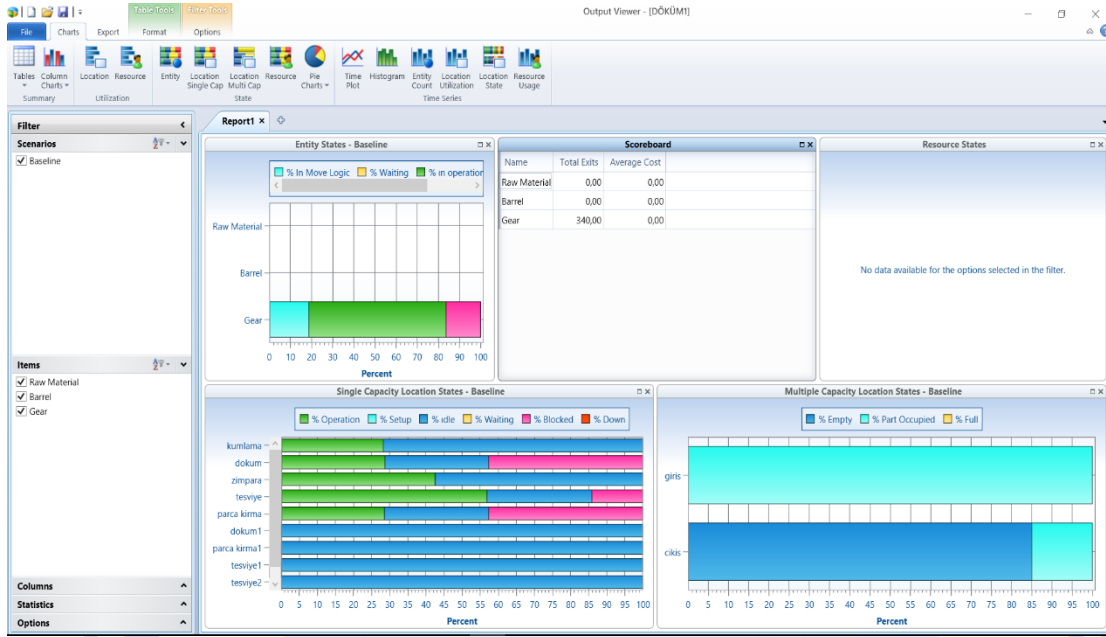 Table Tools
Filter Tools
Output Viewer - [DÖKÜM1]
File
Charts
Export
Format
Options
Tables
Column Charts
Location
Resource
Entity
Location Single Cap
Location Multi Cap
Resource
Pie Charts
Time Plot
Histogram
Entity Count
Location Utilization
Location State
Resource Usage
Summary
Utilization
State
Time Series
Filter
Scenarios
Baseline
Items
Raw Material
Barrel
Gear
Columns
Statistics
Options
Report1
Entity States - Baseline
% In Move Logic
% Waiting
% in operation
Raw Material
Barrel
Gear
0 10 20 30 40 50 60 70 80 90 100
Percent
Scoreboard
Name Total Exits Average Cost
Raw Material 0,00 0,00
Barrel 0,00 0,00
Gear 340,00 0,00
Resource States
No data available for the options selected in the filter.
Single Capacity Location States - Baseline
% Operation % Setup % idle % Waiting % Blocked % Down
kumlama
dokum
zimpara
tesviye
parca kirma
dokum1
parca kirma1
tesviye1
tesviye2
0 5 10 15 20 25 30 35 40 45 50 55 60 65 70 75 80 85 90 95 100
Percent
Multiple Capacity Location States - Baseline
% Empty % Part Occupied % Full
giris
cikis
0 5 10 15 20 25 30 35 40 45 50 55 60 65 70 75 80 85 90 95 100
Percent